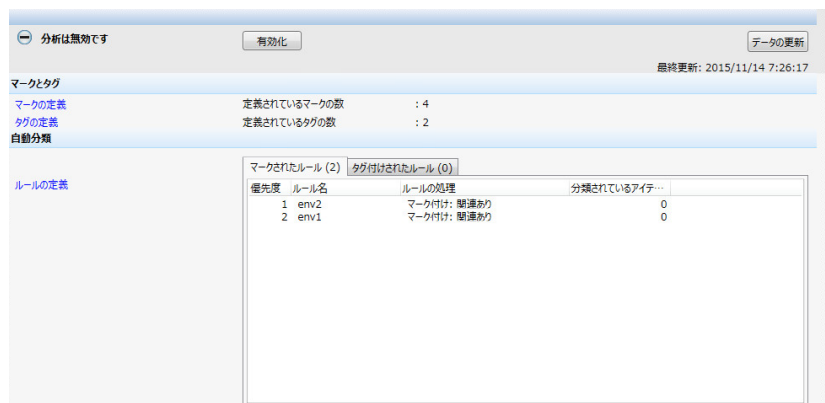 分析は無効です 有効化 データの更新
最終更新: 2015/11/14 7:26:17
マークとタグ
マークの定義 定義されているマークの数 : 4
タグの定義 定義されているタグの数 : 2
自動分類
マークされたルール (2) タグ付けされたルール (0)
ルールの定義
優先度 ルール名 ルールの処理 分類されているアイテ…
1 env2 マーク付け: 関連あり 0
2 env1 マーク付け: 関連あり 0